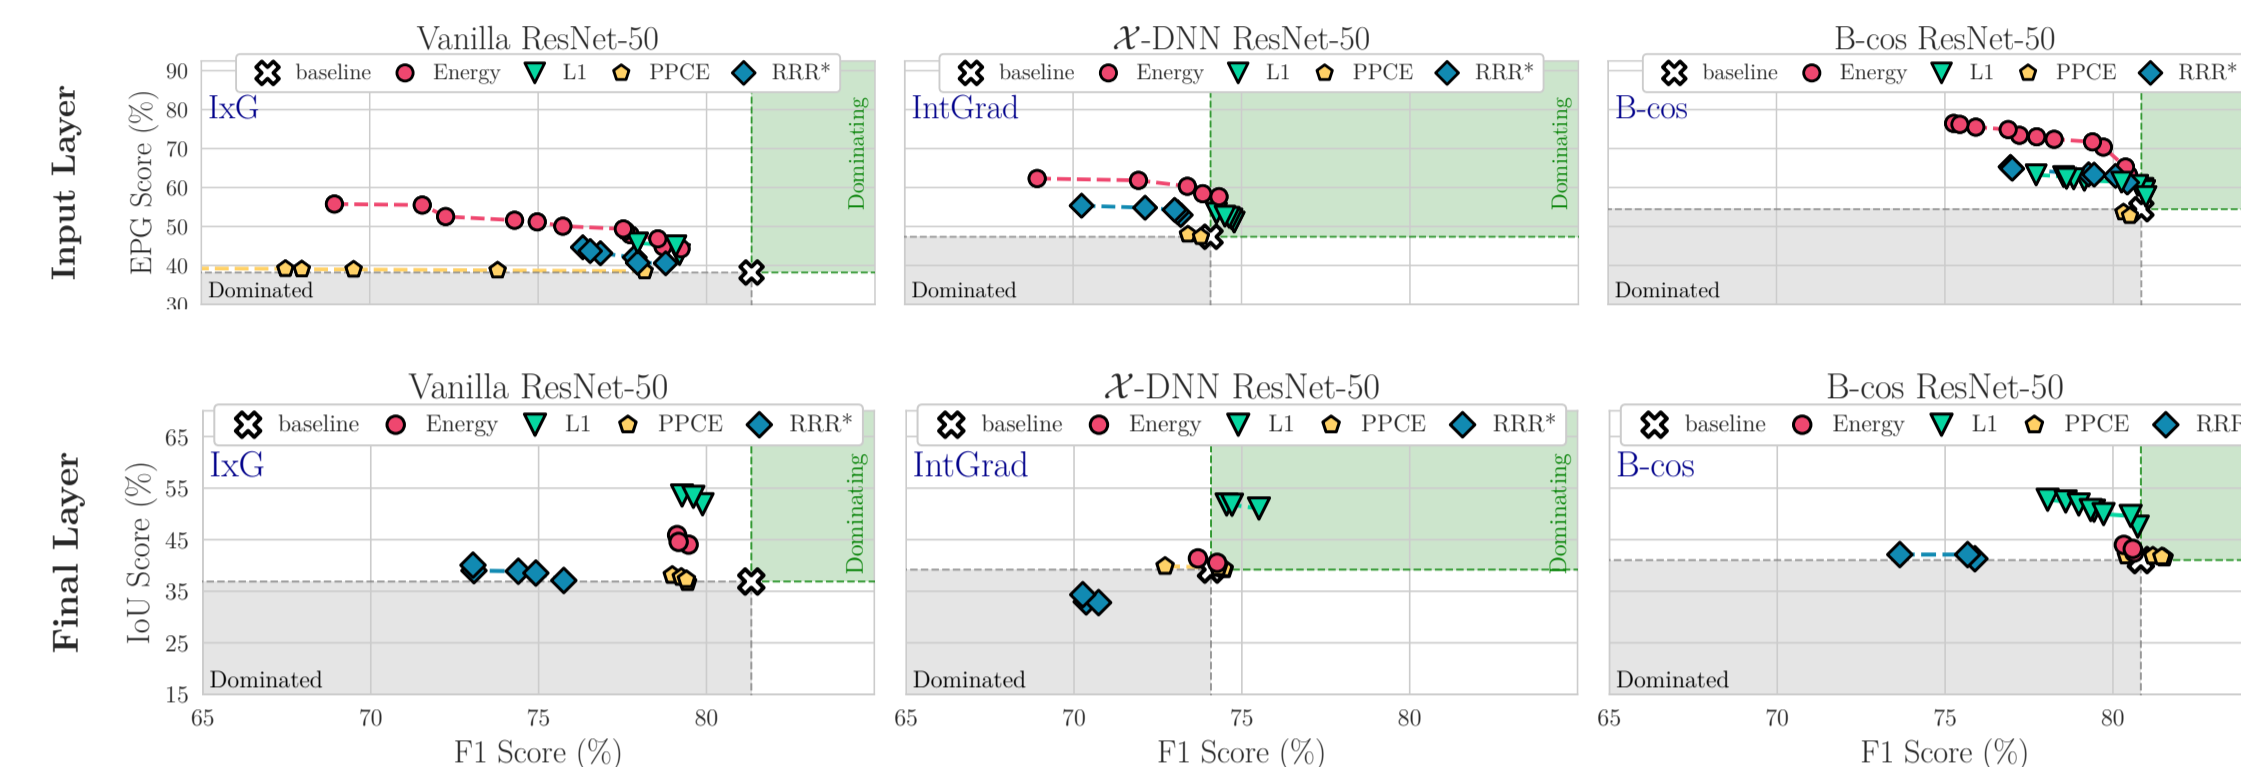 Vanilla ResNet-50
𝒳-DNN ResNet-50
B-cos ResNet-50
baseline Energy L1 PPCE RRR*
baseline Energy L1 PPCE RRR*
baseline Energy L1 PPCE RRR*
Input Layer
EPG Score (%)
90
80
70
60
50
40
30
IxG
Dominating
Dominated
IntGrad
Dominating
Dominated
B-cos
Dominated
Vanilla ResNet-50
𝒳-DNN ResNet-50
B-cos ResNet-50
baseline Energy L1 PPCE RRR*
baseline Energy L1 PPCE RRR*
baseline Energy L1 PPCE RRR
Final Layer
IoU Score (%)
65
55
45
35
25
15
IxG
Dominating
Dominated
IntGrad
Dominating
Dominated
B-cos
Dominated
65 70 75 80
65 70 75 80
65 70 75 80
F1 Score (%)
F1 Score (%)
F1 Score (%)